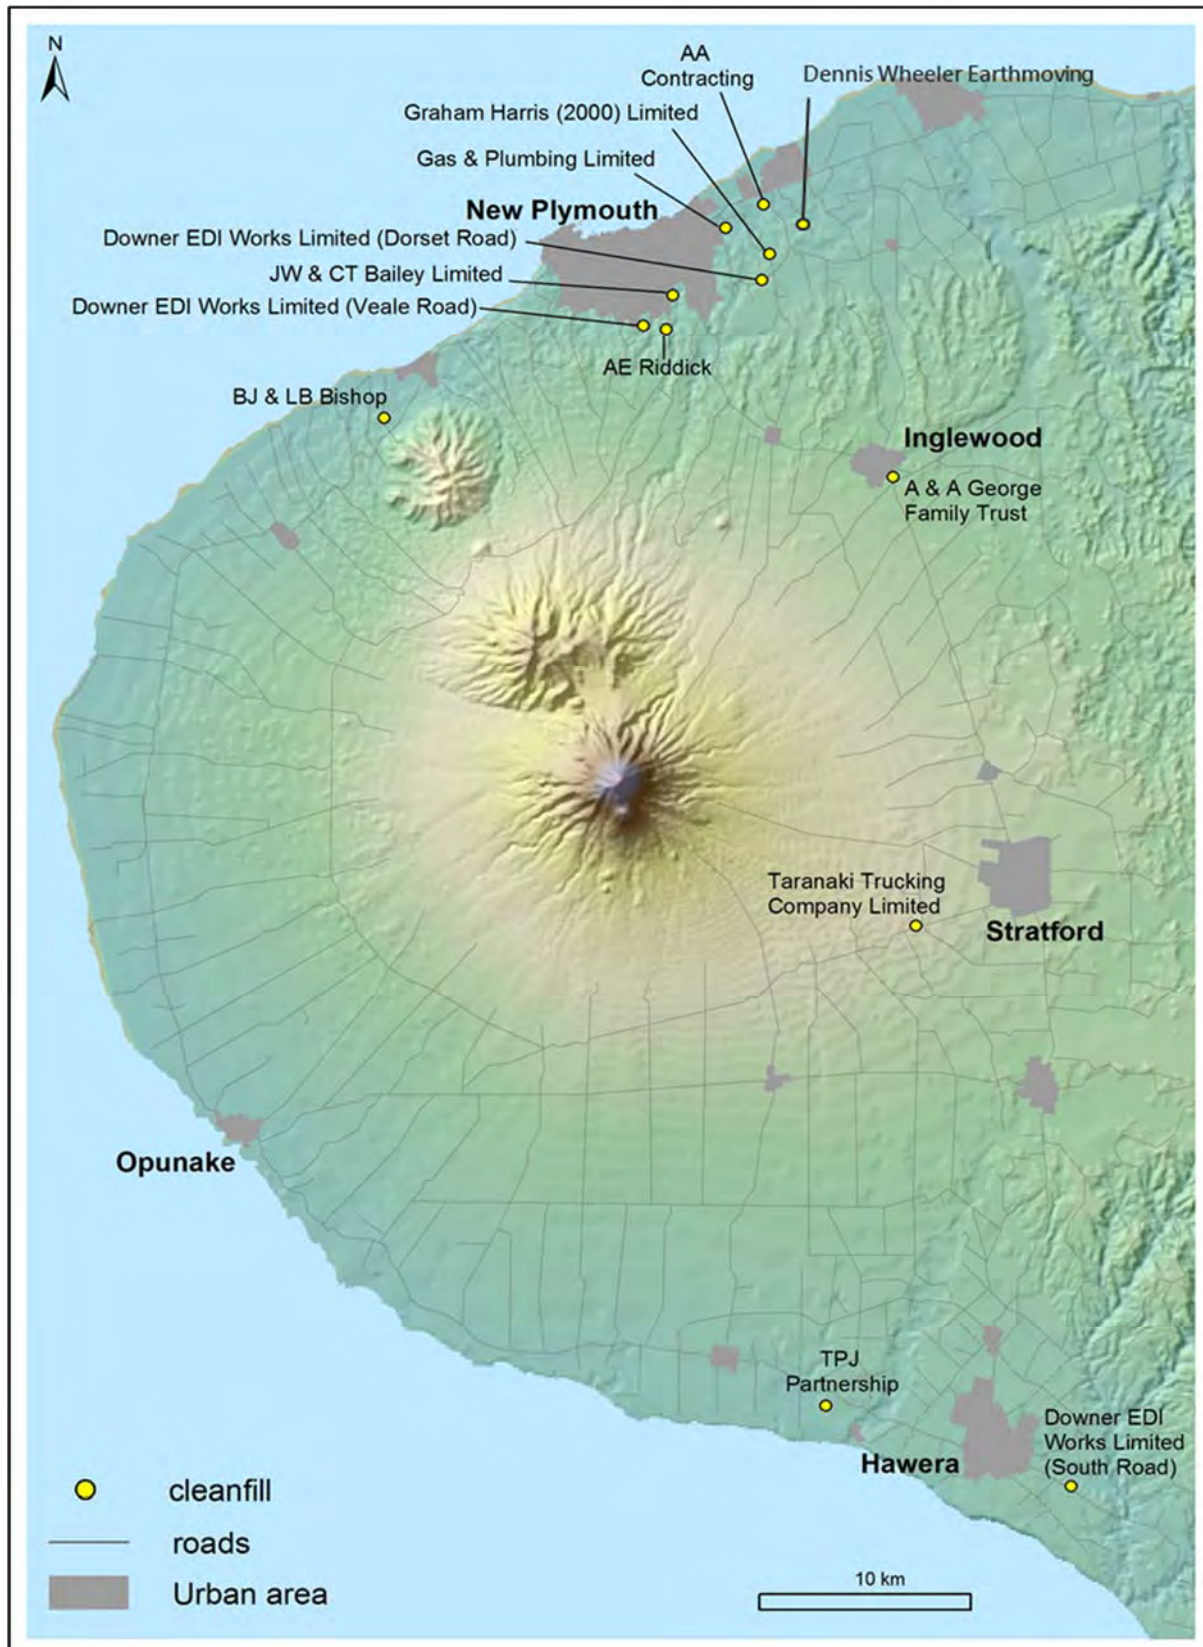 N
AA
Contracting
Dennis Wheeler Earthmoving
Graham Harris (2000) Limited
Gas & Plumbing Limited
New Plymouth
Downer EDI Works Limited (Dorset Road)
JW & CT Bailey Limited
Downer EDI Works Limited (Veale Road)
AE Riddick
BJ & LB Bishop
Inglewood
A & A George
Family Trust
Taranaki Trucking
Company Limited
Stratford
Opunake
TPJ
Partnership
Downer EDI
Works Limited
(South Road)
Hawera
cleanfill
roads
Urban area
10 km